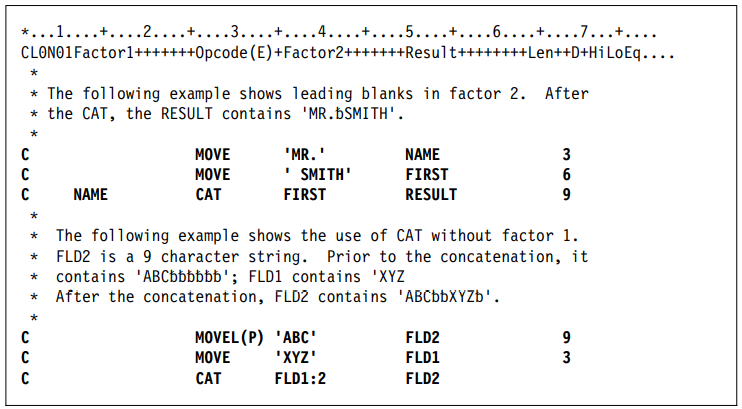 *...1....+....2....+....3....+....4....+....5....+....6....+....7...+....
CL0N01Factor1+++++++Opcode(E)+Factor2+++++++Result++++++++Len++D+HiLoEq....
 *
 * The following example shows leading blanks in factor 2.  After
 * the CAT, the RESULT contains 'MR.ƀSMITH'.
 *
C                   MOVE      'MR.'         NAME              3
C                   MOVE      ' SMITH'      FIRST             6
C     NAME          CAT       FIRST         RESULT            9
 *
 *  The following example shows the use of CAT without factor 1.
 *  FLD2 is a 9 character string.  Prior to the concatenation, it
 *  contains 'ABCƀƀƀƀƀƀ'; FLD1 contains 'XYZ
 *  After the concatenation, FLD2 contains 'ABCƀƀXYZƀ'.
 *
C                   MOVEL(P) 'ABC'          FLD2              9
C                   MOVE     'XYZ'          FLD1              3
C                   CAT      FLD1:2         FLD2